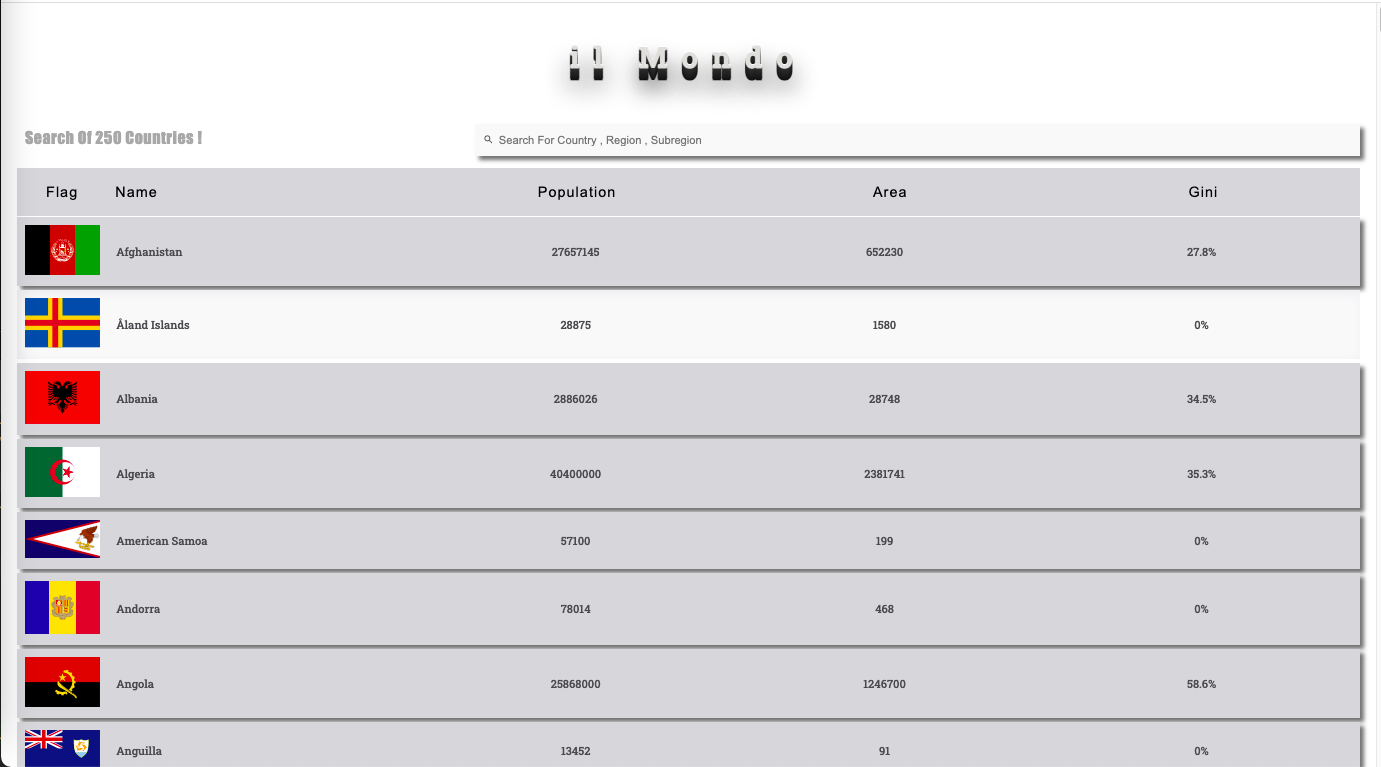 il Mondo
Search Of 250 Countries !
Search For Country , Region , Subregion
Flag Name Population Area Gini
Afghanistan 27657145 652230 27.8%
Åland Islands 28875 1580 0%
Albania 2886026 28748 34.5%
Algeria 40400000 2381741 35.3%
American Samoa 57100 199 0%
Andorra 78014 468 0%
Angola 25868000 1246700 58.6%
Anguilla 13452 91 0%